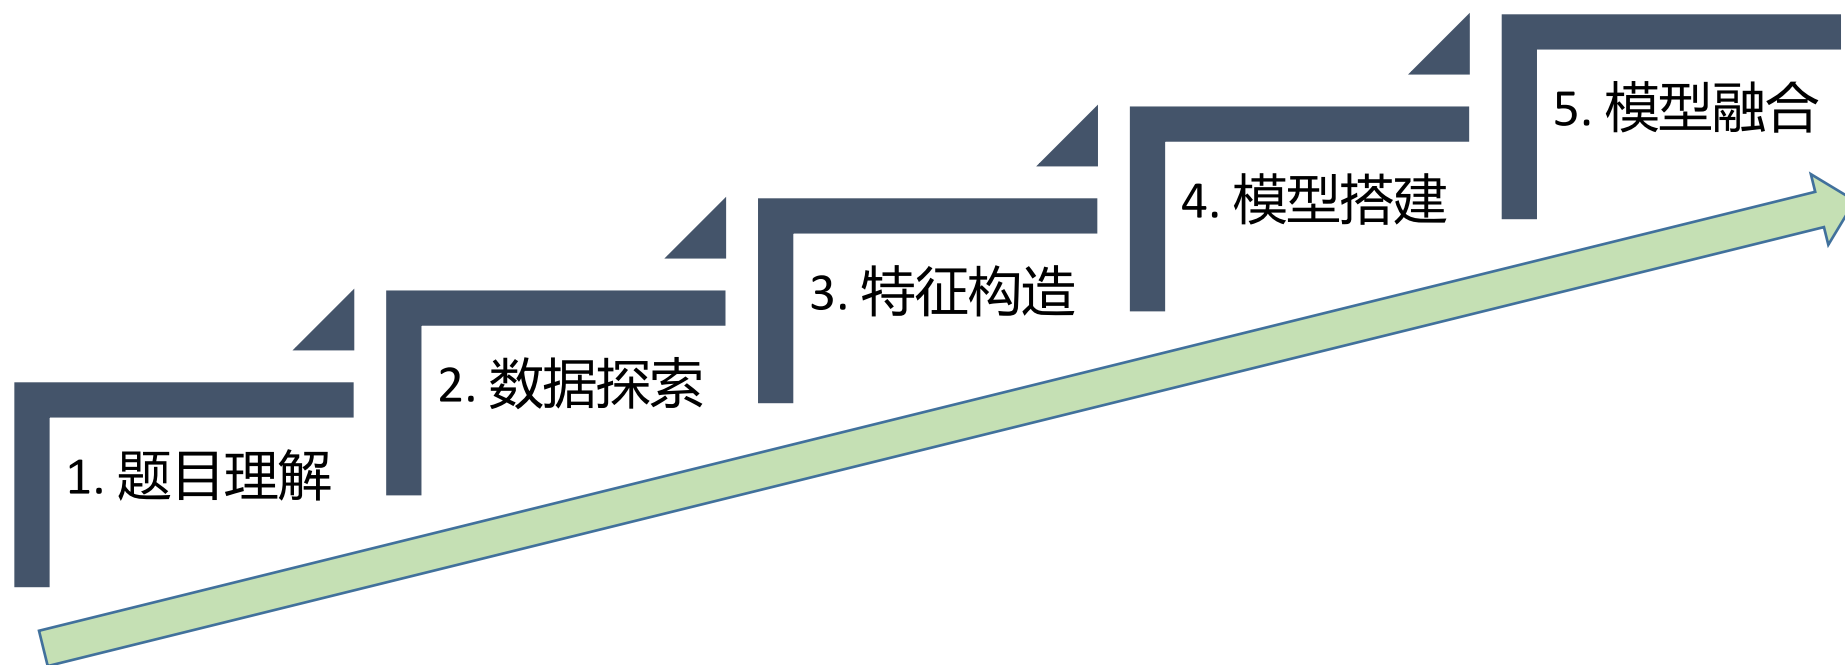 1. 题目理解
2. 数据探索
3. 特征构造
4. 模型搭建
5. 模型融合